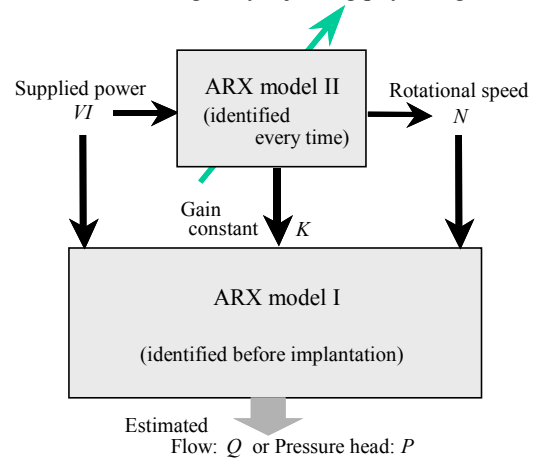 Supplied power
VI
ARX model II
(identified
every time)
Rotational speed
N
Gain
constant
K
ARX model I
(identified before implantation)
Estimated
Flow: Q or Pressure head: P